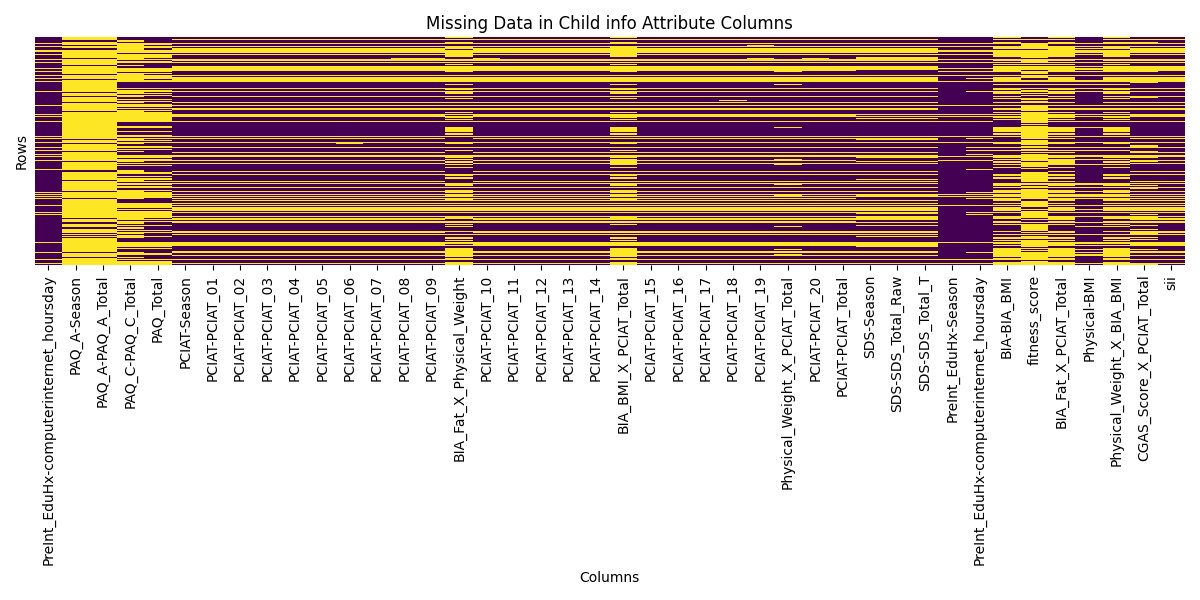 Missing Data in Child info Attribute Columns
Rows
PreInt_EduHx-computerinternet_hoursday
PAQ_A-Season
PAQ_A-PAQ_A_Total
PAQ_C-PAQ_C_Total
PAQ_Total
PCIAT-Season
PCIAT-PCIAT_01
PCIAT-PCIAT_02
PCIAT-PCIAT_03
PCIAT-PCIAT_04
PCIAT-PCIAT_05
PCIAT-PCIAT_06
PCIAT-PCIAT_07
PCIAT-PCIAT_08
PCIAT-PCIAT_09
BIA_Fat_X_Physical_Weight
PCIAT-PCIAT_10
PCIAT-PCIAT_11
PCIAT-PCIAT_12
PCIAT-PCIAT_13
PCIAT-PCIAT_14
BIA_BMI_X_PCIAT_Total
PCIAT-PCIAT_15
PCIAT-PCIAT_16
PCIAT-PCIAT_17
PCIAT-PCIAT_18
PCIAT-PCIAT_19
Physical_Weight_X_PCIAT_Total
PCIAT-PCIAT_20
PCIAT-PCIAT_Total
SDS-Season
SDS-SDS_Total_Raw
SDS-SDS_Total_T
PreInt_EduHx-Season
PreInt_EduHx-computerinternet_hoursday
BIA-BIA_BMI
fitness_score
BIA_Fat_X_PCIAT_Total
Physical-BMI
Physical_Weight_X_BIA_BMI
CGAS_Score_X_PCIAT_Total
sii
Columns